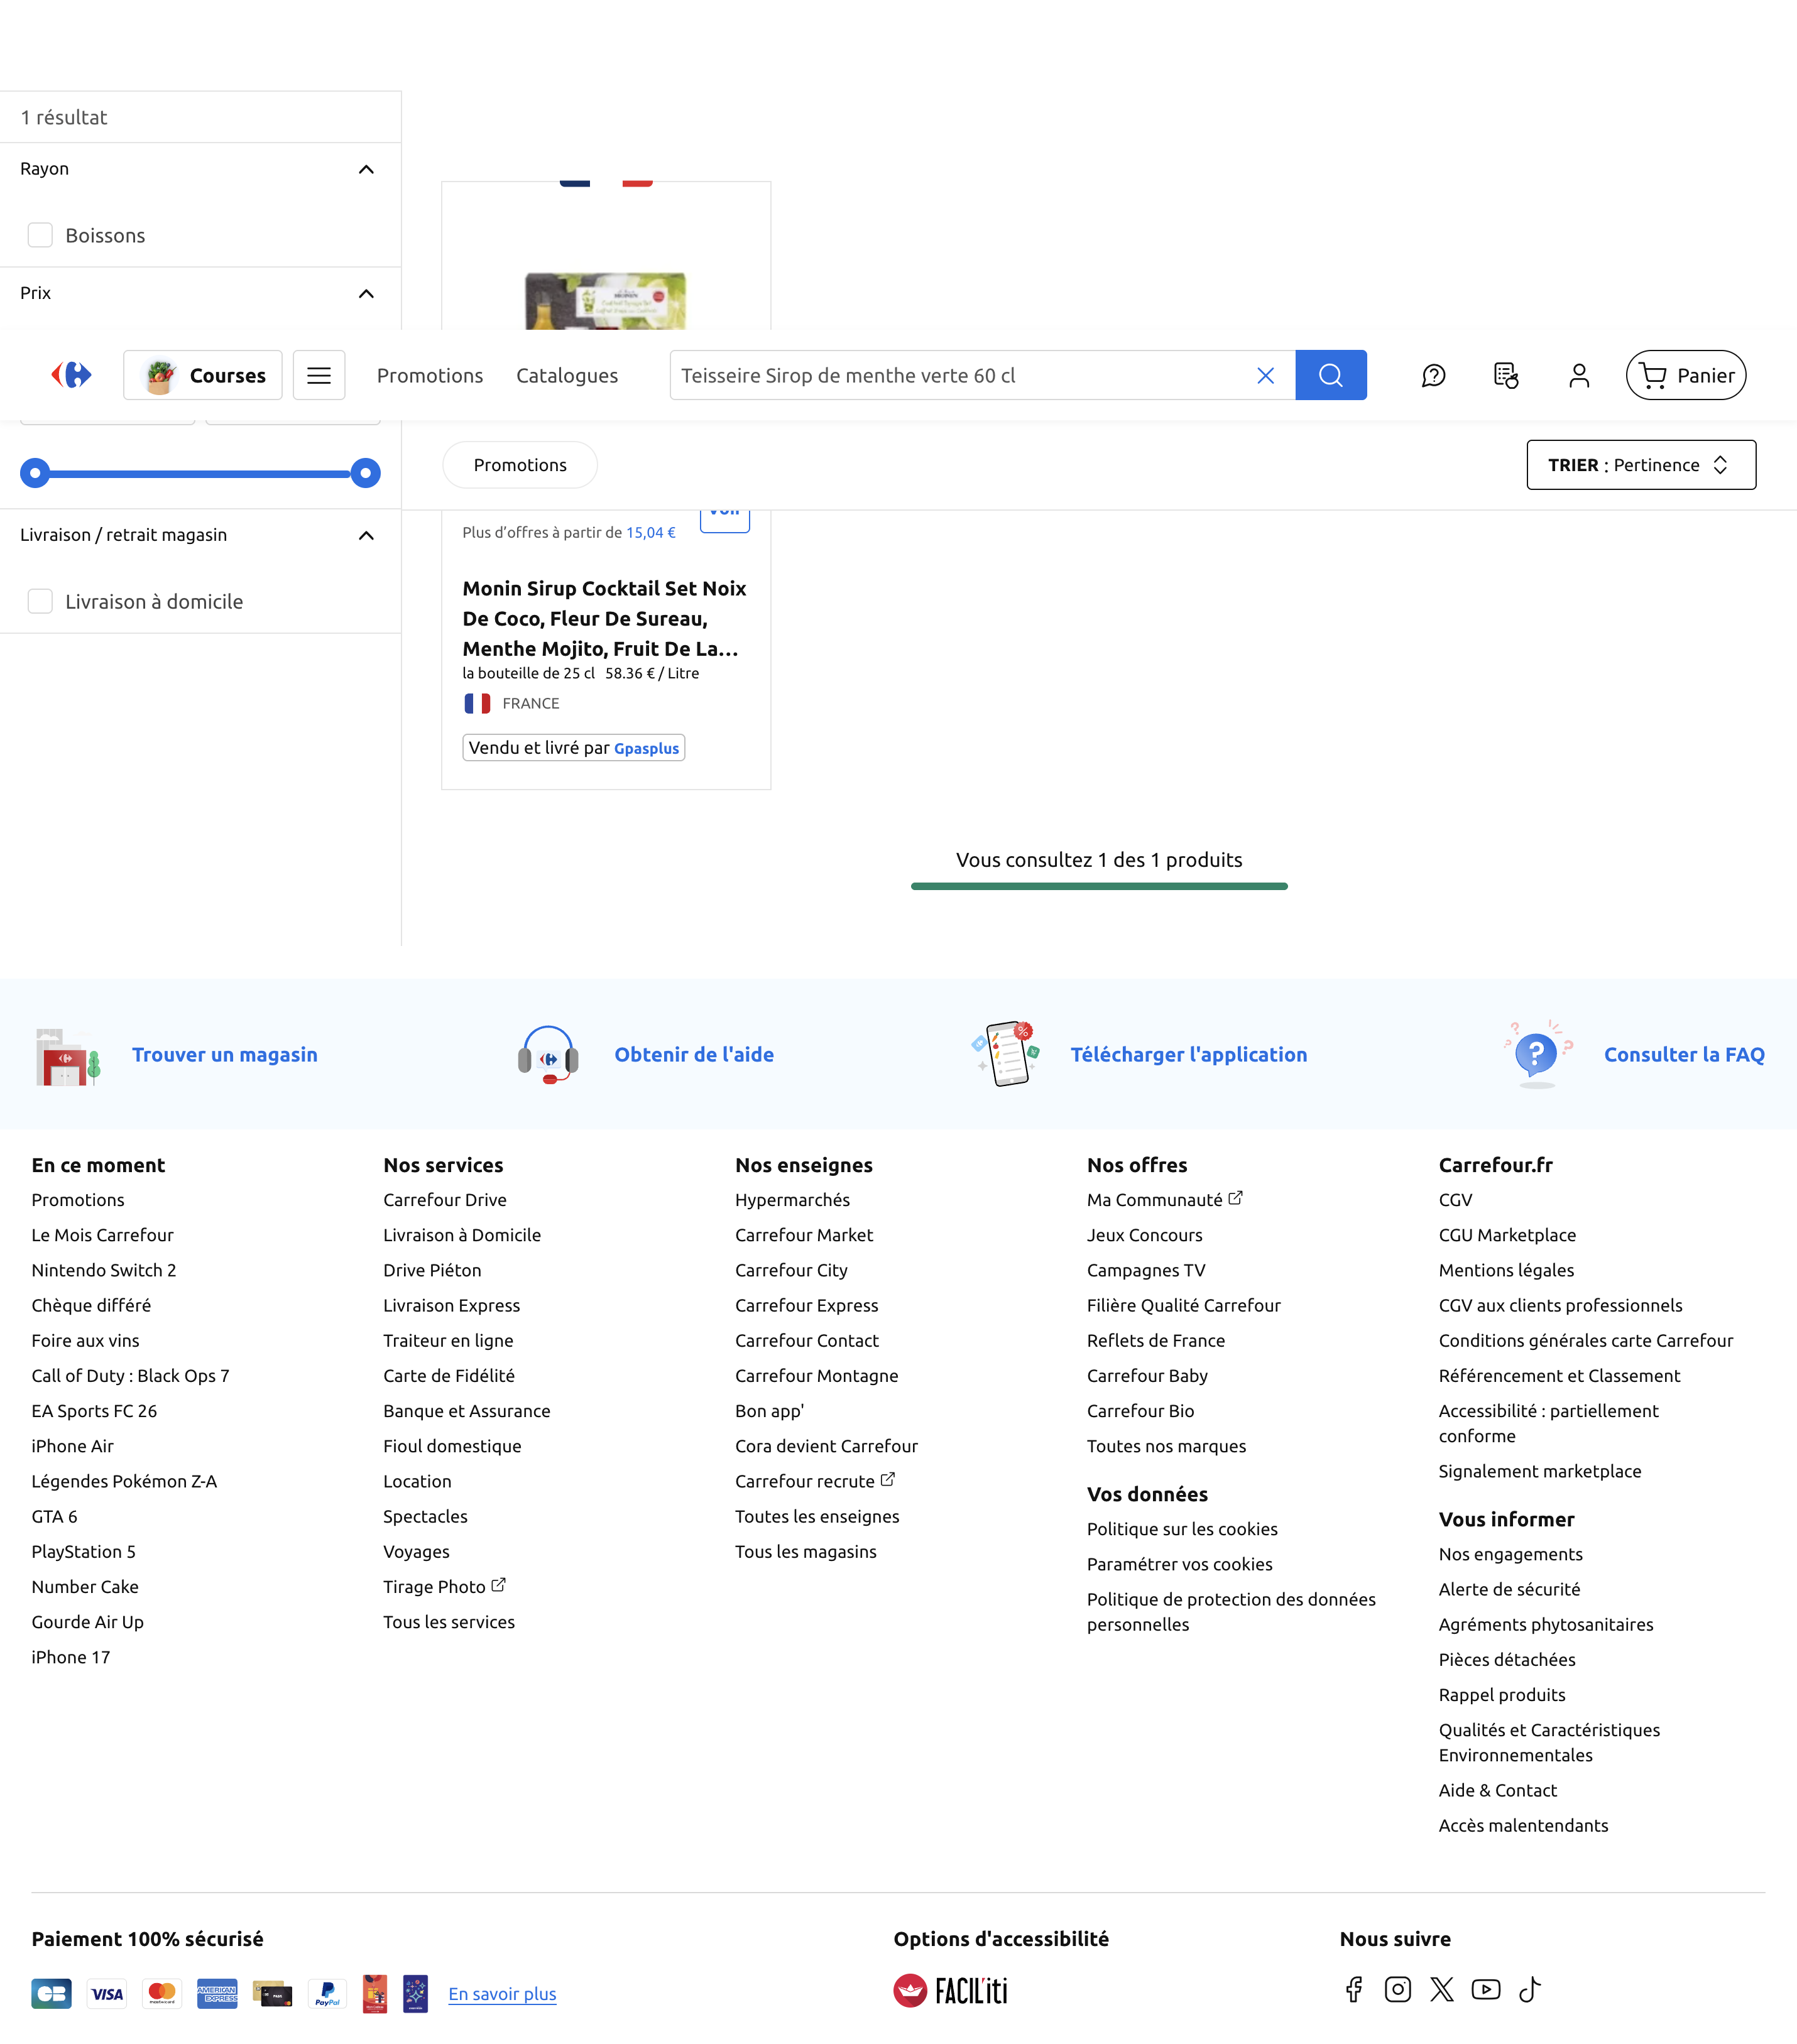 1 résultat
Rayon
Boissons
Prix
Courses
Promotions
Catalogues
Teisseire Sirop de menthe verte 60 cl
Panier
Promotions
TRIER : Pertinence
Livraison / retrait magasin
Livraison à domicile
Plus d'offres à partir de 15,04 €
Voir
Monin Sirup Cocktail Set Noix
De Coco, Fleur De Sureau,
Menthe Mojito, Fruit De La...
la bouteille de 25 cl 58.36 € / Litre
FRANCE
Vendu et livré par Gpasplus
Vous consultez 1 des 1 produits
Trouver un magasin
Obtenir de l'aide
Télécharger l'application
Consulter la FAQ
En ce moment
Promotions
Le Mois Carrefour
Nintendo Switch 2
Chèque différé
Foire aux vins
Call of Duty : Black Ops 7
EA Sports FC 26
iPhone Air
Légendes Pokémon Z-A
GTA 6
PlayStation 5
Number Cake
Gourde Air Up
iPhone 17
Nos services
Carrefour Drive
Livraison à Domicile
Drive Piéton
Livraison Express
Traiteur en ligne
Carte de Fidélité
Banque et Assurance
Fioul domestique
Location
Spectacles
Voyages
Tirage Photo
Tous les services
Nos enseignes
Hypermarchés
Carrefour Market
Carrefour City
Carrefour Express
Carrefour Contact
Carrefour Montagne
Bon app'
Cora devient Carrefour
Carrefour recrute
Toutes les enseignes
Tous les magasins
Nos offres
Ma Communauté
Jeux Concours
Campagnes TV
Filière Qualité Carrefour
Reflets de France
Carrefour Baby
Carrefour Bio
Toutes nos marques
Vos données
Politique sur les cookies
Paramétrer vos cookies
Politique de protection des données
personnelles
Carrefour.fr
CGV
CGU Marketplace
Mentions légales
CGV aux clients professionnels
Conditions générales carte Carrefour
Référencement et Classement
Accessibilité : partiellement
conforme
Signalement marketplace
Vous informer
Nos engagements
Alerte de sécurité
Agréments phytosanitaires
Pièces détachées
Rappel produits
Qualités et Caractéristiques
Environnementales
Aide & Contact
Accès malentendants
Paiement 100% sécurisé
CB
VISA
mastercard
AMERICAN EXPRESS
PayPal
En savoir plus
Options d'accessibilité
FACIL'iti
Nous suivre